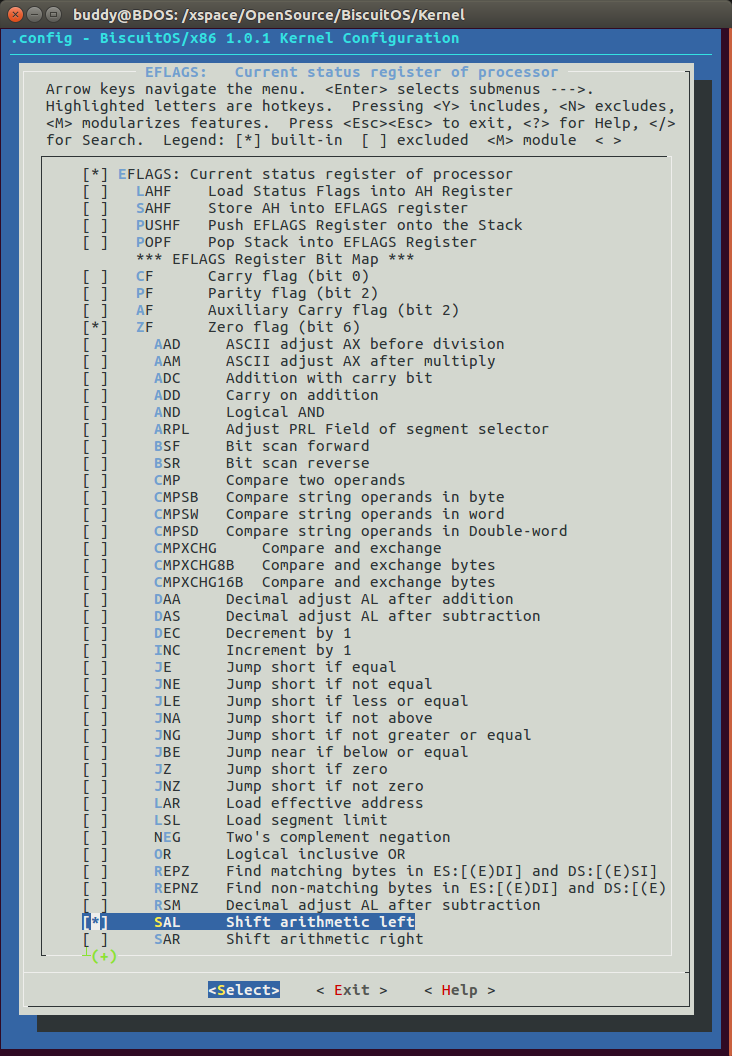 buddy@BDOS: /xspace/OpenSource/BiscuitOS/Kernel
.config - BiscuitOS/x86 1.0.1 Kernel Configuration
EFLAGS: Current status register of processor
Arrow keys navigate the menu. <Enter> selects submenus --->.
Highlighted letters are hotkeys. Pressing <Y> includes, <N> excludes,
<M> modularizes features. Press <Esc><Esc> to exit, <?> for Help, </>
for Search. Legend: [*] built-in [ ] excluded <M> module < >
[*] EFLAGS: Current status register of processor
[ ] LAHF Load Status Flags into AH Register
[ ] SAHF Store AH into EFLAGS register
[ ] PUSHF Push EFLAGS Register onto the Stack
[ ] POPF Pop Stack into EFLAGS Register
*** EFLAGS Register Bit Map ***
[ ] CF Carry flag (bit 0)
[ ] PF Parity flag (bit 2)
[ ] AF Auxiliary Carry flag (bit 2)
[*] ZF Zero flag (bit 6)
[ ] AAD ASCII adjust AX before division
[ ] AAM ASCII adjust AX after multiply
[ ] ADC Addition with carry bit
[ ] ADD Carry on addition
[ ] AND Logical AND
[ ] ARPL Adjust PRL Field of segment selector
[ ] BSF Bit scan forward
[ ] BSR Bit scan reverse
[ ] CMP Compare two operands
[ ] CMPSB Compare string operands in byte
[ ] CMPSW Compare string operands in word
[ ] CMPSD Compare string operands in Double-word
[ ] CMPXCHG Compare and exchange
[ ] CMPXCHG8B Compare and exchange bytes
[ ] CMPXCHG16B Compare and exchange bytes
[ ] DAA Decimal adjust AL after addition
[ ] DAS Decimal adjust AL after subtraction
[ ] DEC Decrement by 1
[ ] INC Increment by 1
[ ] JE Jump short if equal
[ ] JNE Jump short if not equal
[ ] JLE Jump short if less or equal
[ ] JNA Jump short if not above
[ ] JNG Jump short if not greater or equal
[ ] JBE Jump near if below or equal
[ ] JZ Jump short if zero
[ ] JNZ Jump short if not zero
[ ] LAR Load effective address
[ ] LSL Load segment limit
[ ] NEG Two's complement negation
[ ] OR Logical inclusive OR
[ ] REPZ Find matching bytes in ES:[(E)DI] and DS:[(E)SI]
[ ] REPNZ Find non-matching bytes in ES:[(E)DI] and DS:[(E)
[ ] RSM Decimal adjust AL after subtraction
[*] SAL Shift arithmetic left
[ ] SAR Shift arithmetic right
(+)
<Select> < Exit > < Help >